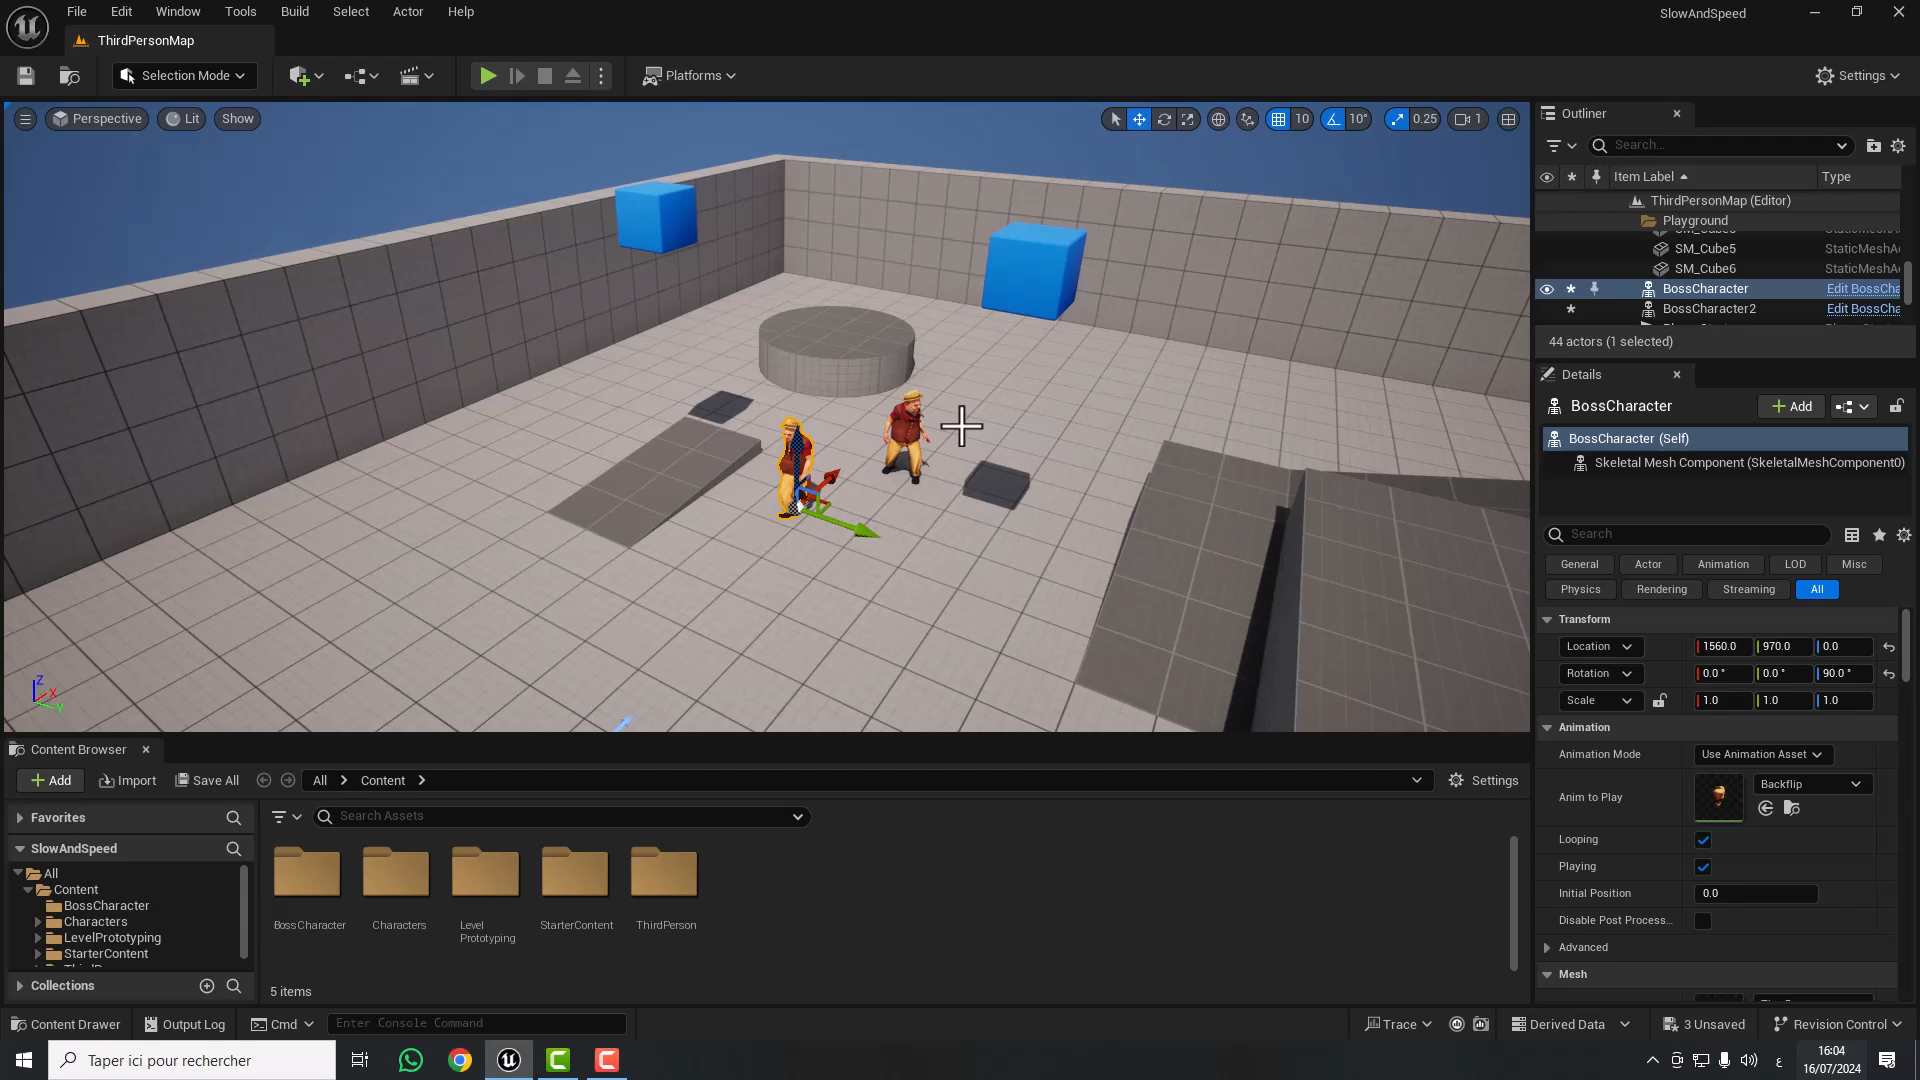 File Edit Window Tools Build Select Actor Help
SlowAndSpeed
ThirdPersonMap
Selection Mode
Platforms
Settings
Perspective Lit Show
10 10° 0.25 1
Outliner
Search...
Item Label Type
ThirdPersonMap (Editor)
Playground
SM_Cube5 StaticMeshA
SM_Cube6 StaticMeshA
BossCharacter Edit BossCha
BossCharacter2 Edit BossCha
44 actors (1 selected)
Details
BossCharacter Add
BossCharacter (Self)
Skeletal Mesh Component (SkeletalMeshComponent0)
Search
General Actor Animation LOD Misc
Physics Rendering Streaming All
Transform
Location 1560.0 970.0 0.0
Rotation 0.0 ° 0.0 ° 90.0 °
Scale 1.0 1.0 1.0
Animation
Animation Mode Use Animation Asset
Anim to Play Backflip
Looping
Playing
Initial Position 0.0
Disable Post Process...
Advanced
Mesh
Z X Y
Content Browser
Add Import Save All All Content Settings
Favorites
Search Assets
SlowAndSpeed
All
Content
BossCharacter
Characters
LevelPrototyping
StarterContent
Collections
BossCharacter Characters Level Prototyping StarterContent ThirdPerson
5 items
Content Drawer Output Log Cmd Enter Console Command Trace Derived Data 3 Unsaved Revision Control
Taper ici pour rechercher
ع
16:04
16/07/2024